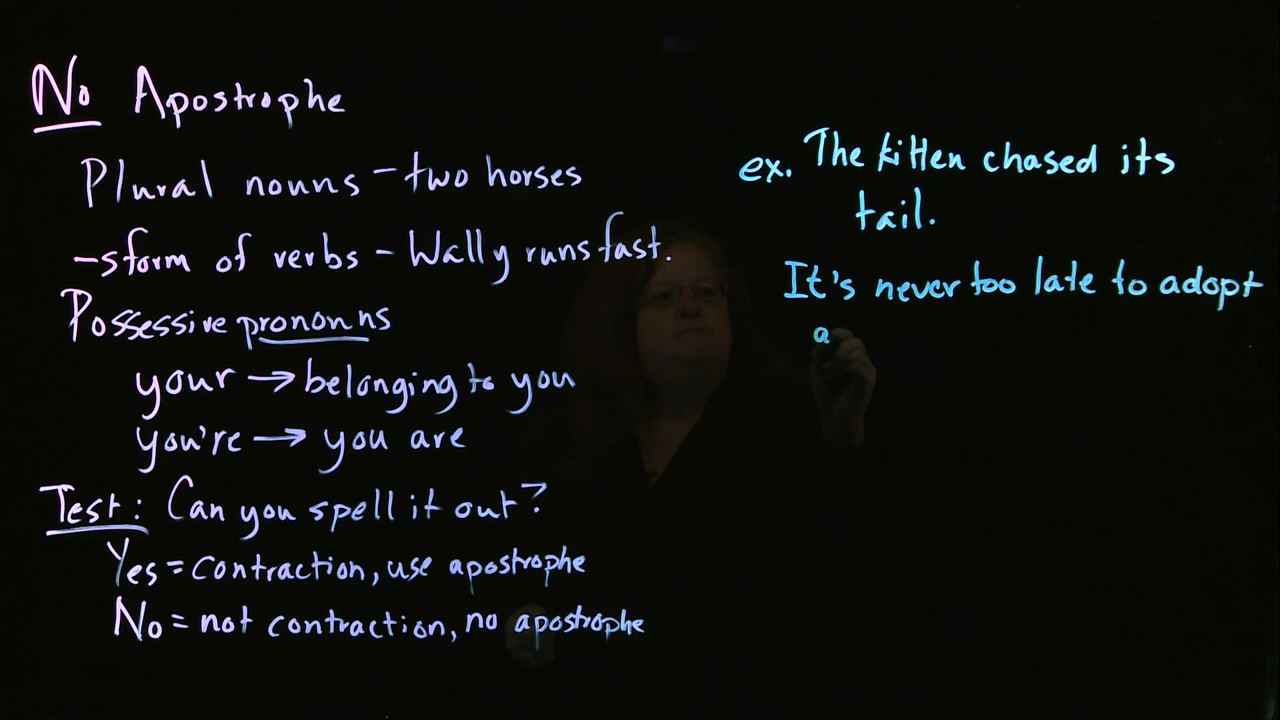 No Apostrophe
Plural nouns - two horses
-s form of verbs - Wally runs fast.
Possessive pronouns
your → belonging to you
you're → you are
Test: Can you spell it out?
Yes = contraction, use apostrophe
No = not contraction, no apostrophe
ex. The kitten chased its
tail.
It's never too late to adopt
a